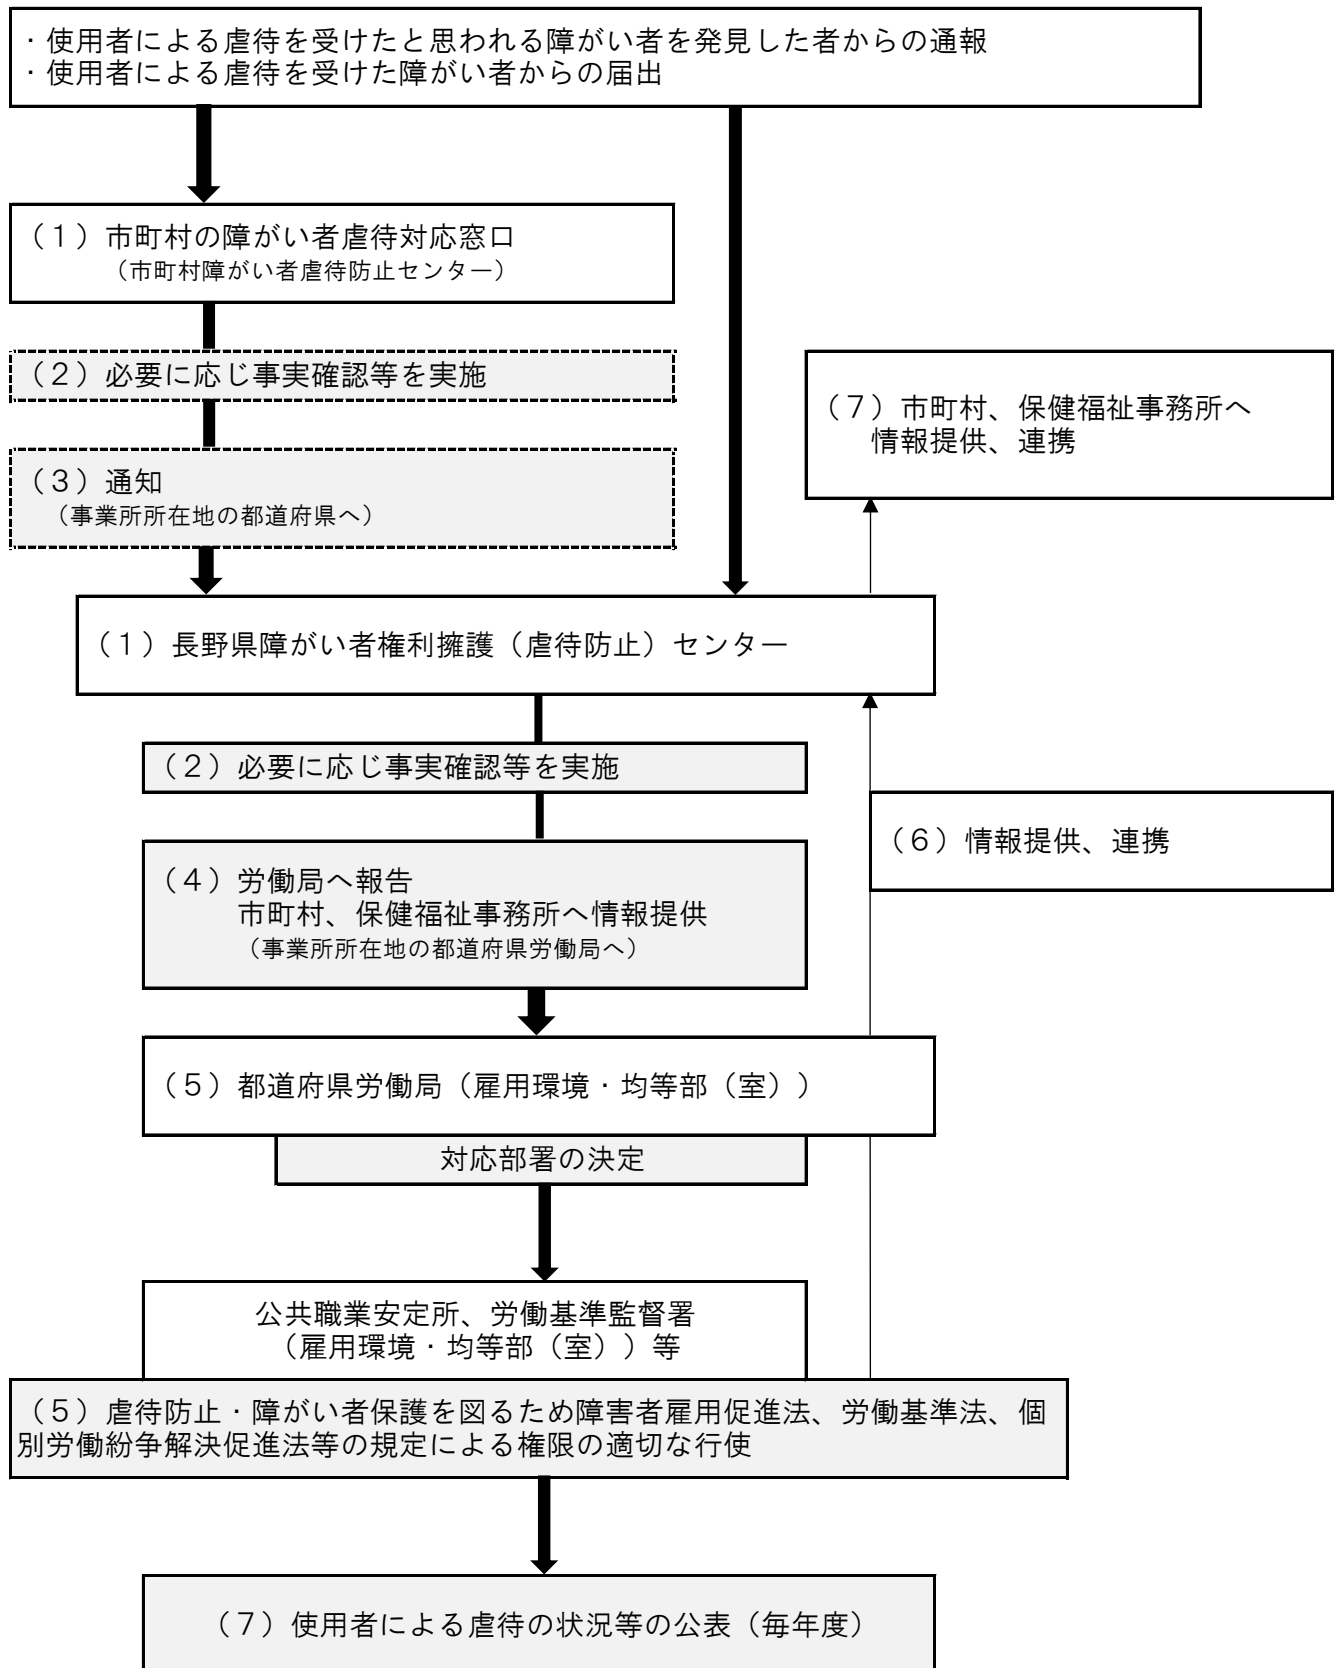 ・使用者による虐待を受けたと思われる障がい者を発見した者からの通報
・使用者による虐待を受けた障がい者からの届出
（１）市町村の障がい者虐待対応窓口
（市町村障がい者虐待防止センター）
（２）必要に応じ事実確認等を実施
（７）市町村、保健福祉事務所へ
情報提供、連携
（３）通知
（事業所所在地の都道府県へ）
（１）長野県障がい者権利擁護（虐待防止）センター
（２）必要に応じ事実確認等を実施
（６）情報提供、連携
（４）労働局へ報告
市町村、保健福祉事務所へ情報提供
（事業所所在地の都道府県労働局へ）
（５）都道府県労働局（雇用環境・均等部（室））
対応部署の決定
公共職業安定所、労働基準監督署
（雇用環境・均等部（室））等
（５）虐待防止・障がい者保護を図るため障害者雇用促進法、労働基準法、個
別労働紛争解決促進法等の規定による権限の適切な行使
（７）使用者による虐待の状況等の公表（毎年度）